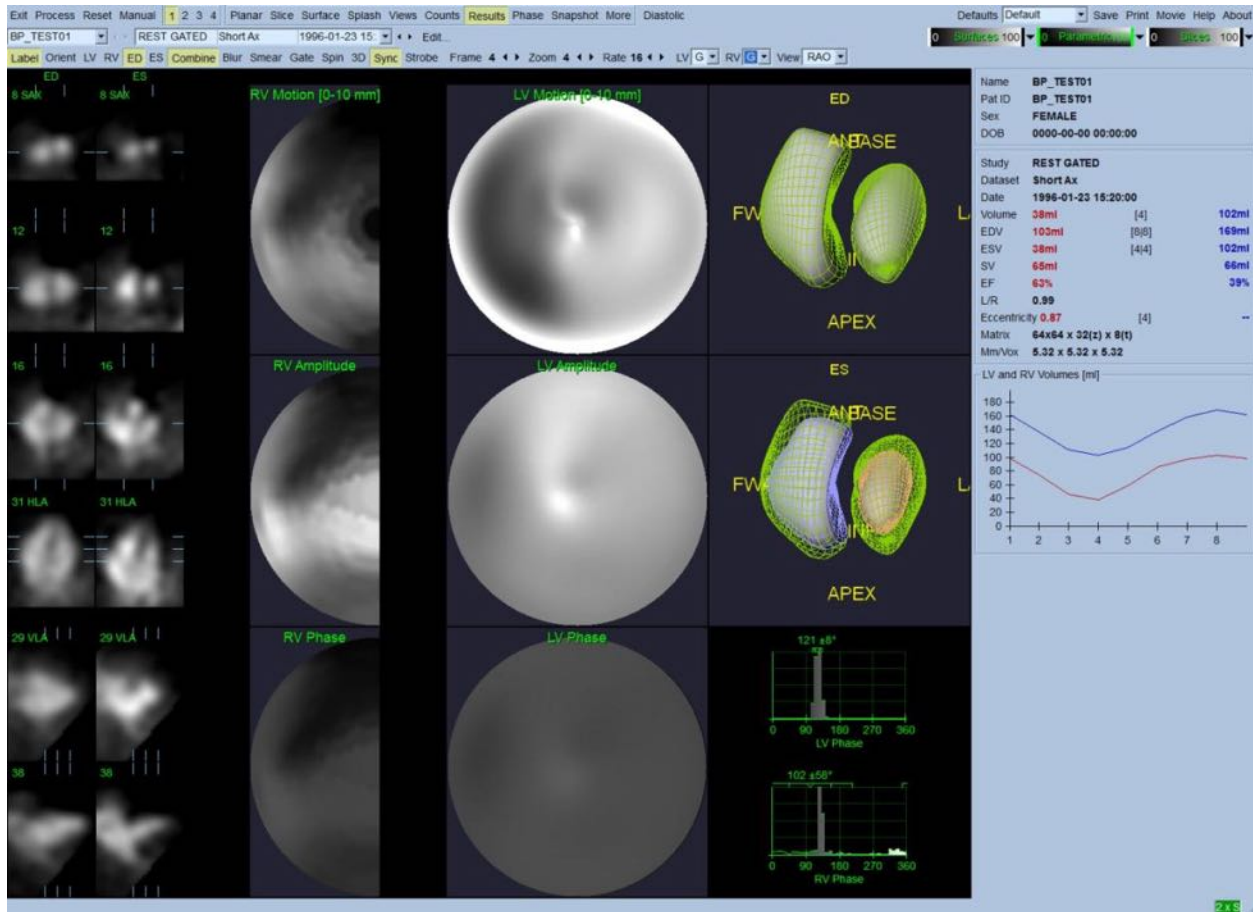 Exit Process Reset Manual 1 2 3 4 Planar Slice Surface Splash Views Counts Results Phase Snapshot More Diastolic Defaults Default Save Print Movie Help About
BP_TEST01 REST GATED Short Ax 1996-01-23 15: Edit... 0 Surfaces 100 0 Parametric 0 Slices 100
Label Orient LV RV ED ES Combine Blur Smear Gate Spin 3D Sync Strobe Frame 4 Zoom 4 Rate 16 LV G RV G View RAO
ED ES
8 SAX 8 SAX
12 12
16 16
31 HLA 31 HLA
29 VLA 29 VLA
38 38
RV Motion [0-10 mm] LV Motion [0-10 mm]
RV Amplitude LV Amplitude
RV Phase LV Phase
ED
ANT BASE
FW
APEX
ES
ANT BASE
FW
APEX
121 ±8°
0 90 180 270 360
LV Phase
102 ±56°
0 90 180 270 360
RV Phase
Name BP_TEST01
Pat ID BP_TEST01
Sex FEMALE
DOB 0000-00-00 00:00:00
Study REST GATED
Dataset Short Ax
Date 1996-01-23 15:20:00
Volume 38ml [4] 102ml
EDV 103ml [8|8] 169ml
ESV 38ml [4|4] 102ml
SV 65ml 66ml
EF 63% 39%
L/R 0.99
Eccentricity 0.87 [4] --
Matrix 64x64 x 32(z) x 8(t)
Mm/Vox 5.32 x 5.32 x 5.32
LV and RV Volumes [ml]
180
160
140
120
100
80
60
40
20
0
1 2 3 4 5 6 7 8
2 x S